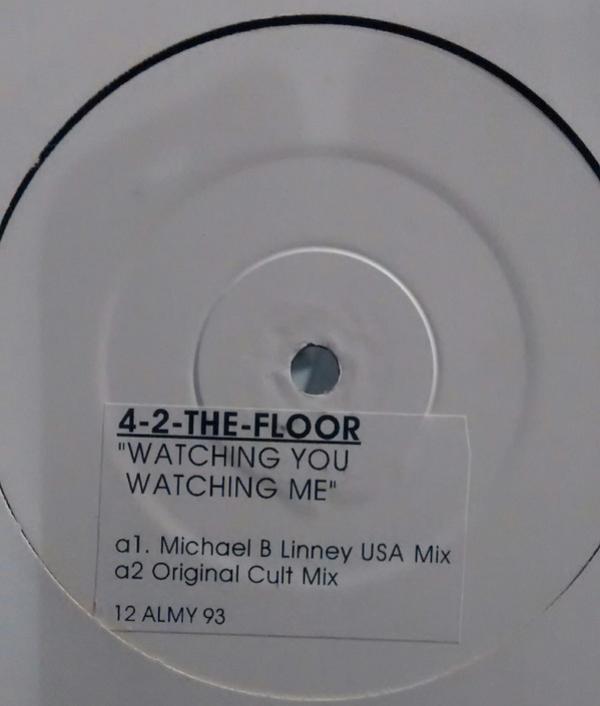 4-2-THE-FLOOR
"WATCHING YOU
WATCHING ME"
a1. Michael B Linney USA Mix
a2 Original Cult Mix
12 ALMY 93